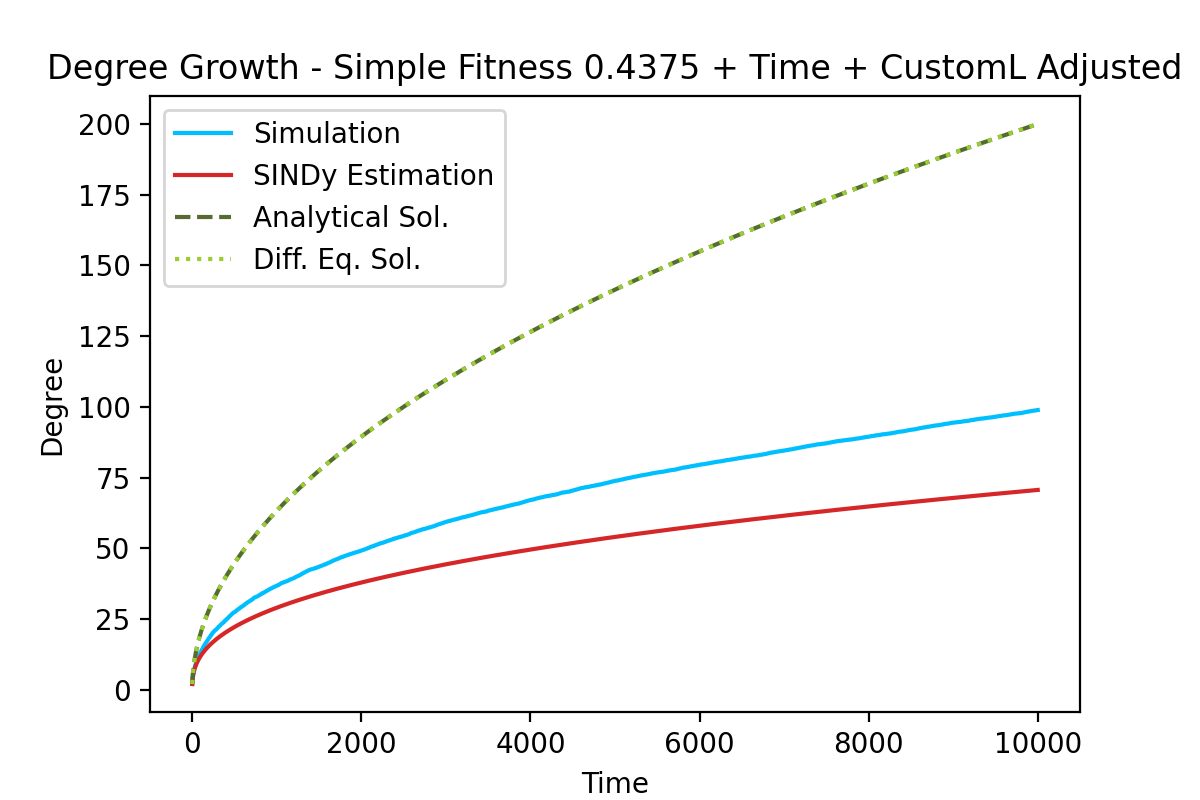 Degree Growth - Simple Fitness 0.4375 + Time + CustomL Adjusted
Simulation
SINDy Estimation
Analytical Sol.
Diff. Eq. Sol.
200
175
150
125
100
75
50
25
0
Degree
0 2000 4000 6000 8000 10000
Time